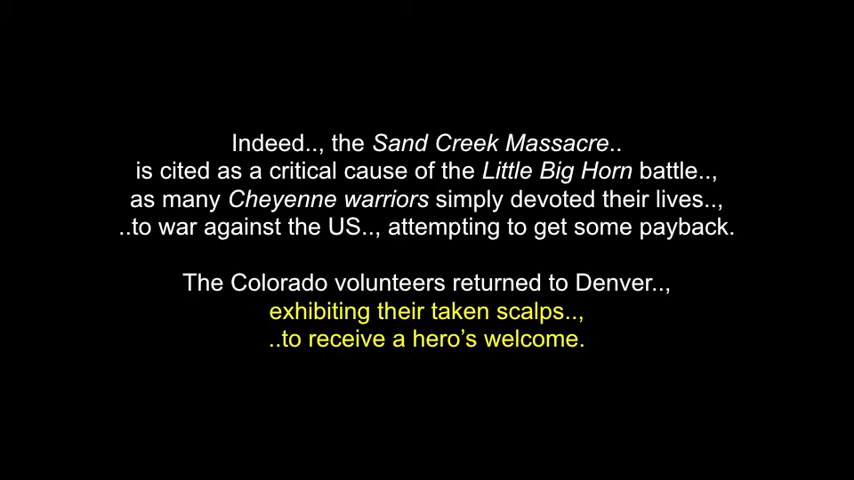 Indeed.., the Sand Creek Massacre..
is cited as a critical cause of the Little Big Horn battle..,
as many Cheyenne warriors simply devoted their lives..,
..to war against the US.., attempting to get some payback.
The Colorado volunteers returned to Denver..,
exhibiting their taken scalps..,
..to receive a hero’s welcome.